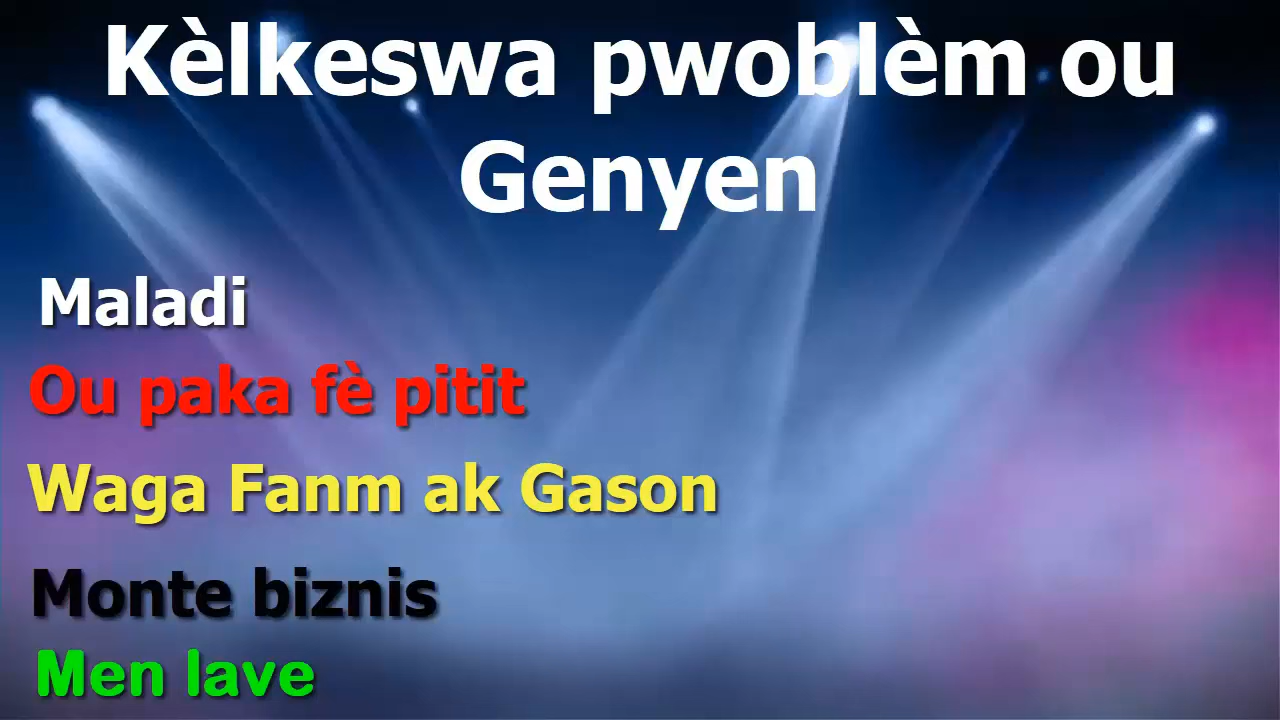 Kèlkeswa pwoblèm ou
Genyen
Maladi
Ou paka fè pitit
Waga Fanm ak Gason
Monte biznis
Men lave